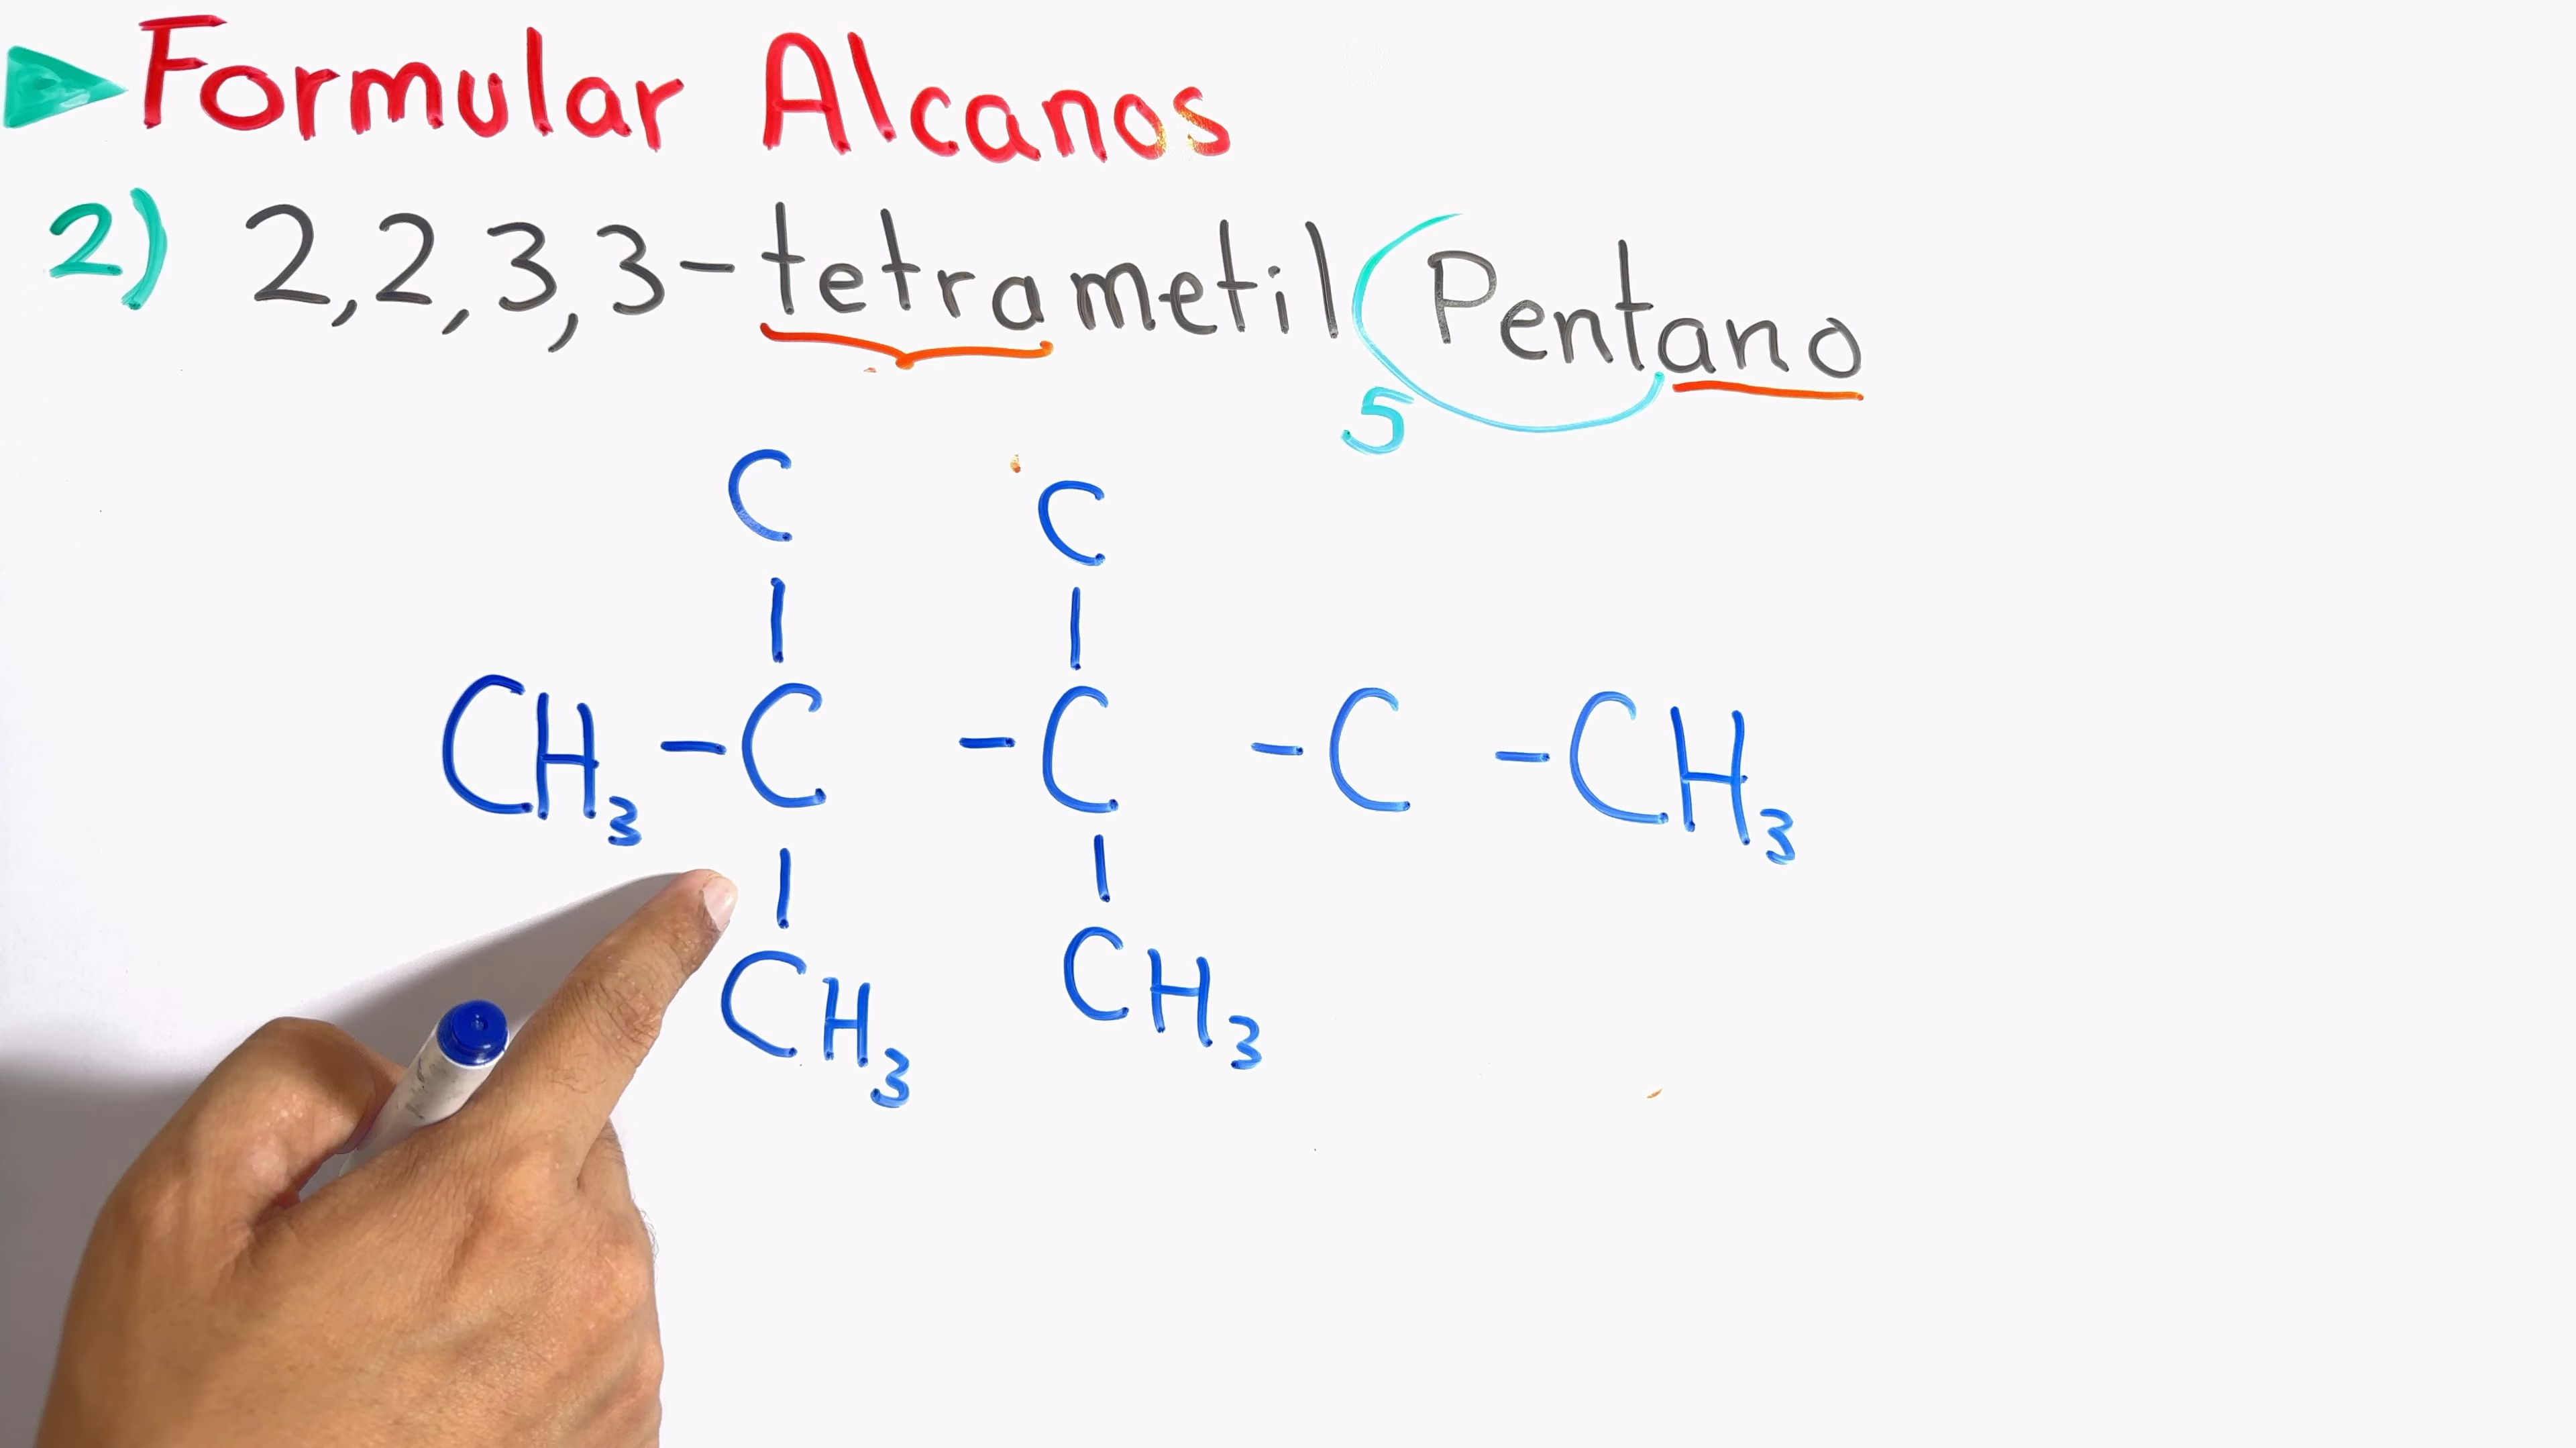 Formular Alcanos
2) 2,2,3,3-tetrametil Pentano
5
C C
CH3 - C - C - C - CH3
CH3 CH3